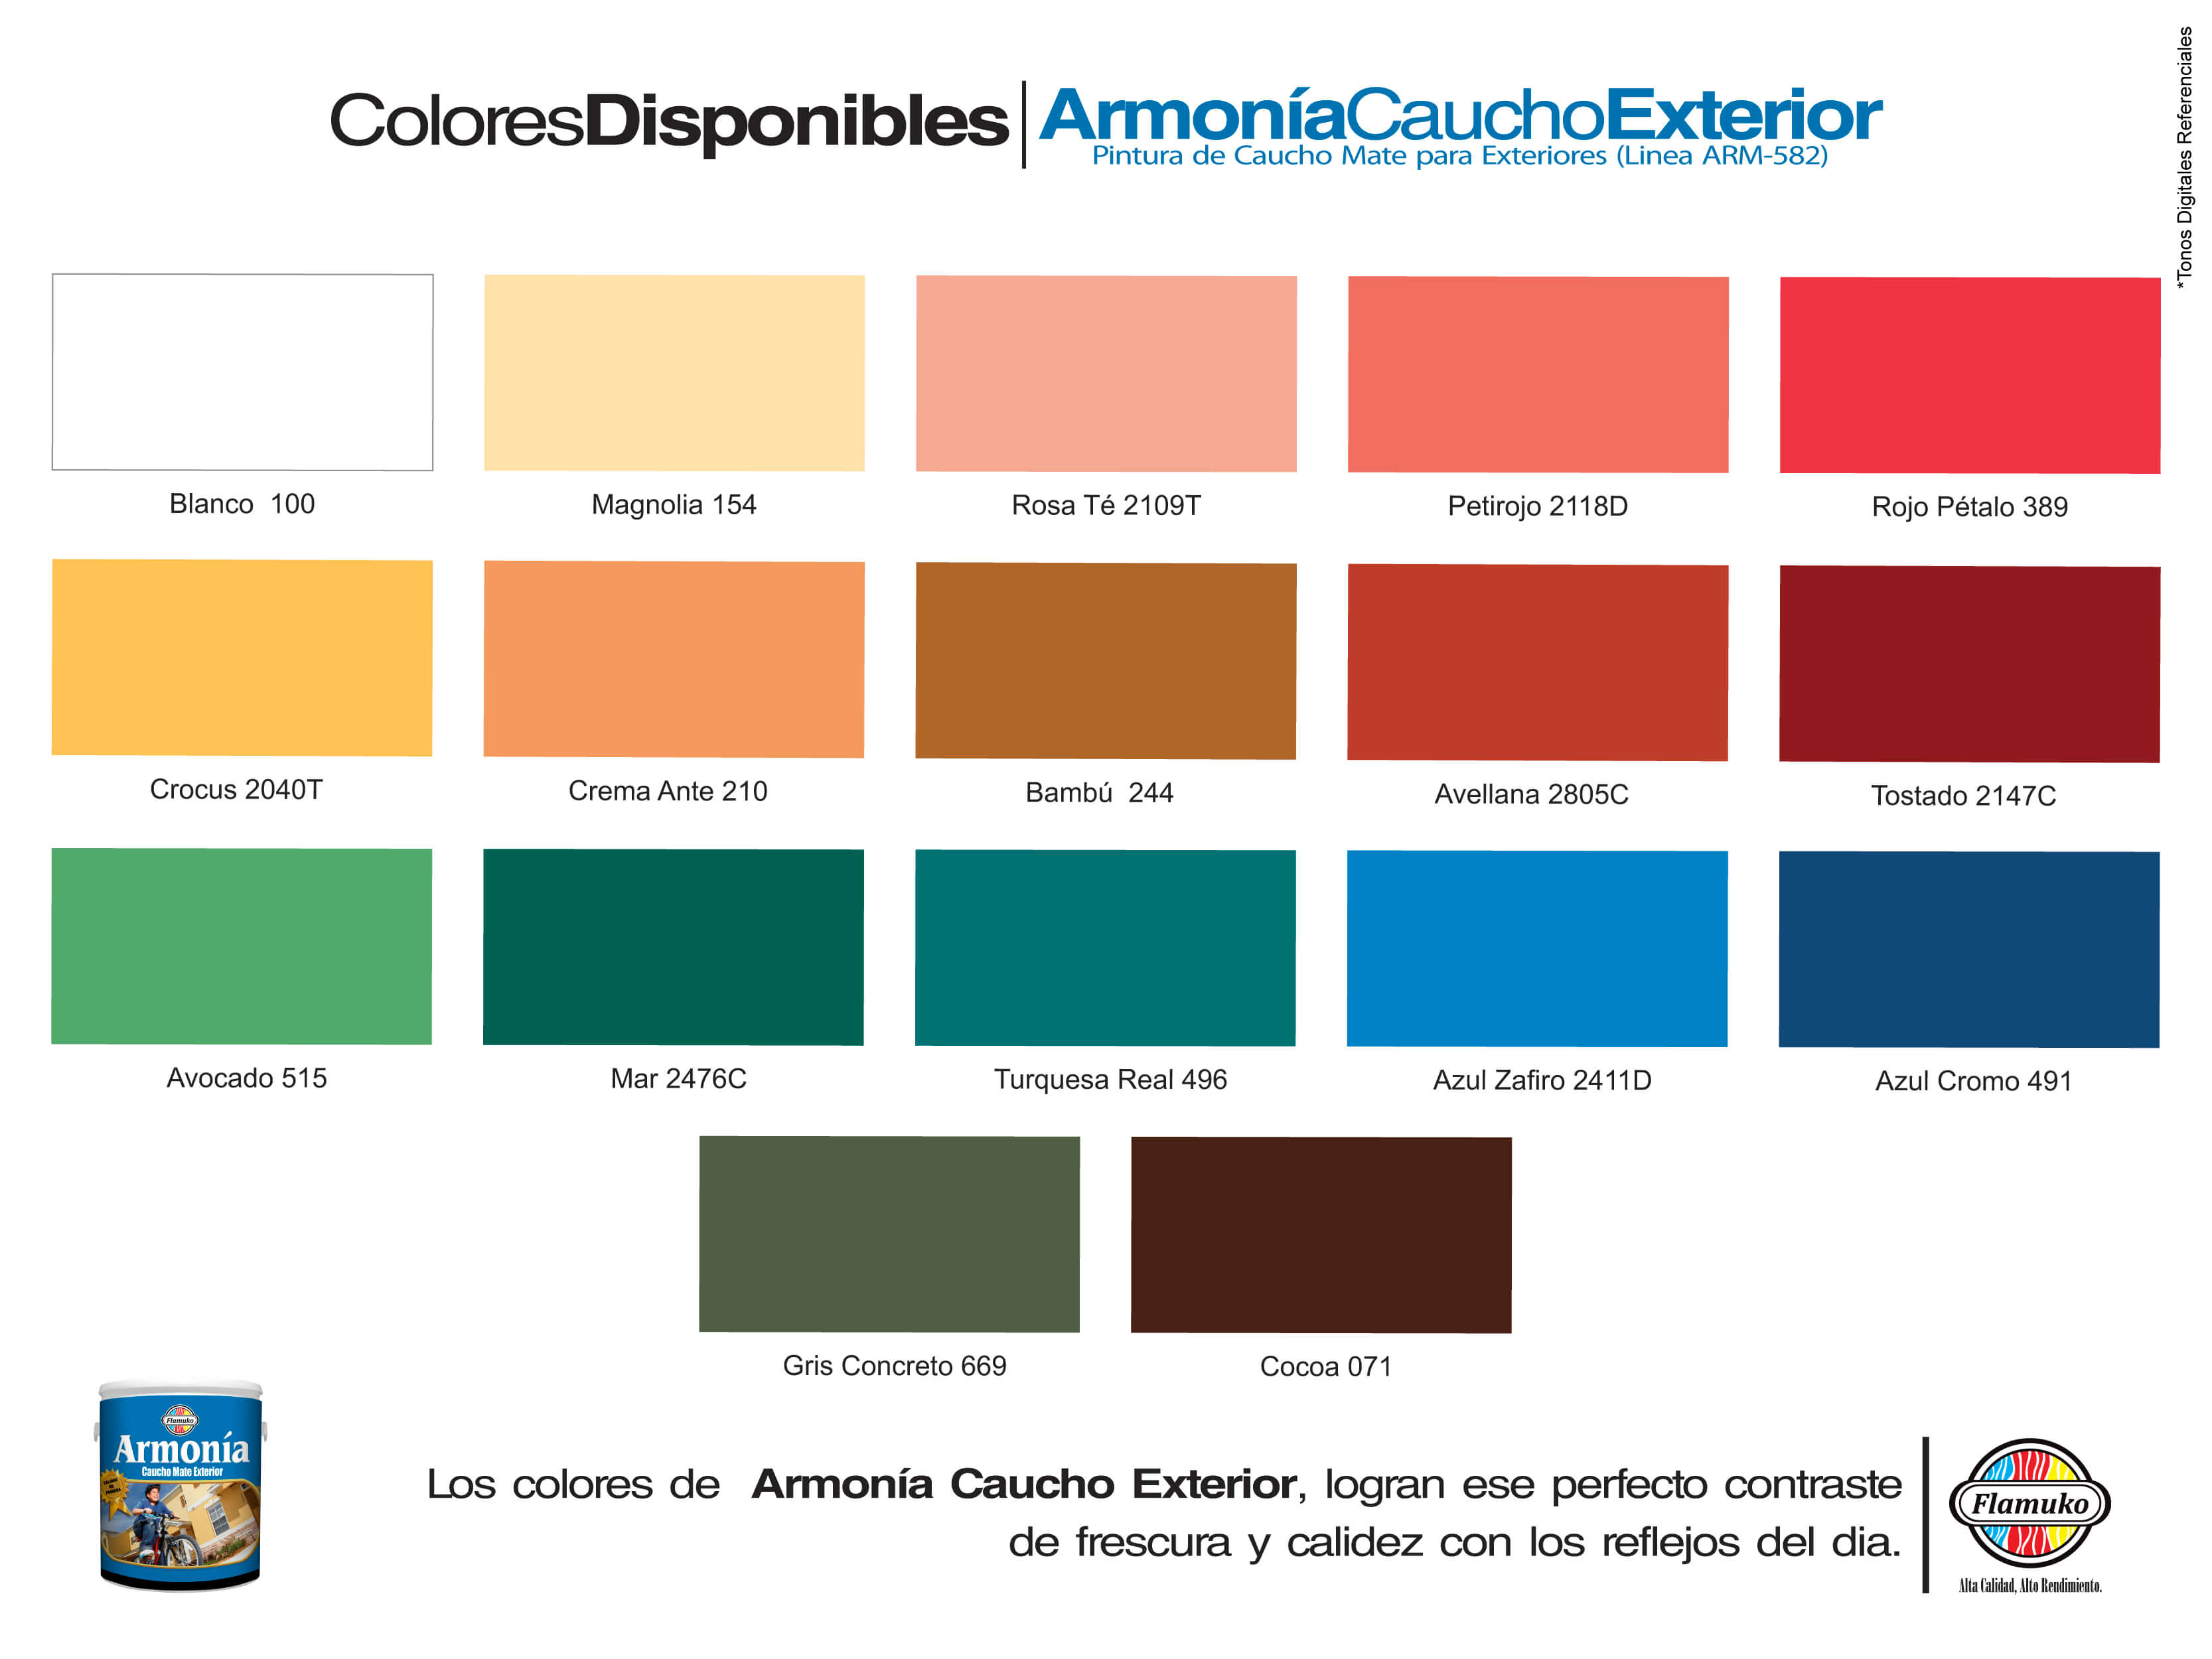 *Tonos Digitales Referenciales
ColoresDisponibles
ArmoníaCauchoExterior
Pintura de Caucho Mate para Exteriores (Linea ARM-582)
Blanco 100
Magnolia 154
Rosa Té 2109T
Petirojo 2118D
Rojo Pétalo 389
Crocus 2040T
Crema Ante 210
Bambú 244
Avellana 2805C
Tostado 2147C
Avocado 515
Mar 2476C
Turquesa Real 496
Azul Zafiro 2411D
Azul Cromo 491
Gris Concreto 669
Cocoa 071
Flamuko
Armonía
Caucho Mate Exterior
Los colores de Armonía Caucho Exterior, logran ese perfecto contraste
de frescura y calidez con los reflejos del dia.
Flamuko
Alta Calidad, Alto Rendimiento.